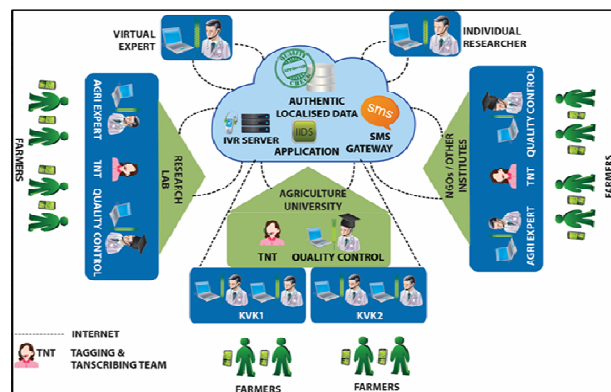 VIRTUAL
EXPERT
INDIVIDUAL
RESEARCHER
QUALITY
CHECK
AUTHENTIC
LOCALISED DATA
sms
IVR SERVER
IIDS
APPLICATION
SMS
GATEWAY
FARMERS
AGRI EXPERT
TNT
QUALITY CONTROL
RESEARCH
LAB
NGOs / OTHER
INSTITUTES
QUALITY CONTROL
TNT
AGRI EXPERT
FARMERS
AGRICULTURE
UNIVERSITY
TNT
QUALITY CONTROL
KVK1
KVK2
INTERNET
TNT
TAGGING &
TANSCRIBING TEAM
FARMERS
FARMERS